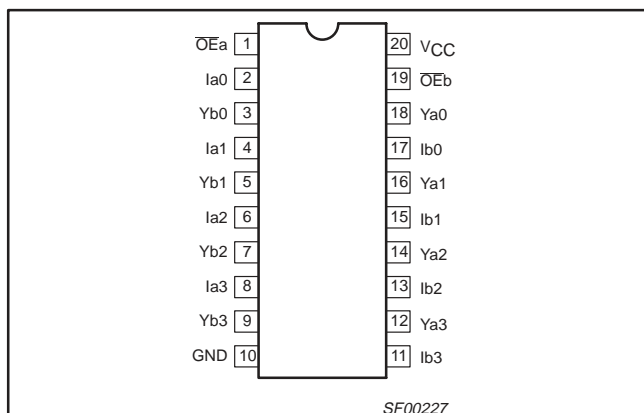 O̅E̅a 1 20 VCC
Ia0 2 19 O̅E̅b
Yb0 3 18 Ya0
Ia1 4 17 Ib0
Yb1 5 16 Ya1
Ia2 6 15 Ib1
Yb2 7 14 Ya2
Ia3 8 13 Ib2
Yb3 9 12 Ya3
GND 10 11 Ib3
SF00227